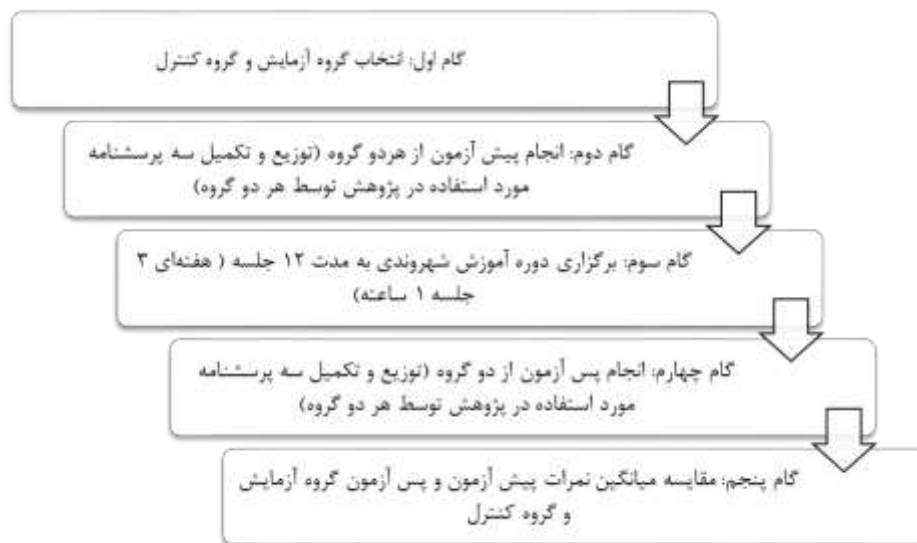 گام اول: انتخاب گروه آزمایش و گروه کنترل
گام دوم: انجام پیش آزمون از هردو گروه (توزیع و تکمیل سه پرسشنامه
مورد استفاده در پژوهش توسط هر دو گروه)
گام سوم: برگزاری دوره آموزش شهروندی به مدت ۱۲ جلسه ( هفته‌ای ۳
جلسه ۱ ساعته)
گام چهارم: انجام پس آزمون از دو گروه (توزیع و تکمیل سه پرسشنامه
مورد استفاده در پژوهش توسط هر دو گروه)
گام پنجم: مقایسه میانگین نمرات پیش آزمون و پس آزمون گروه آزمایش
و گروه کنترل